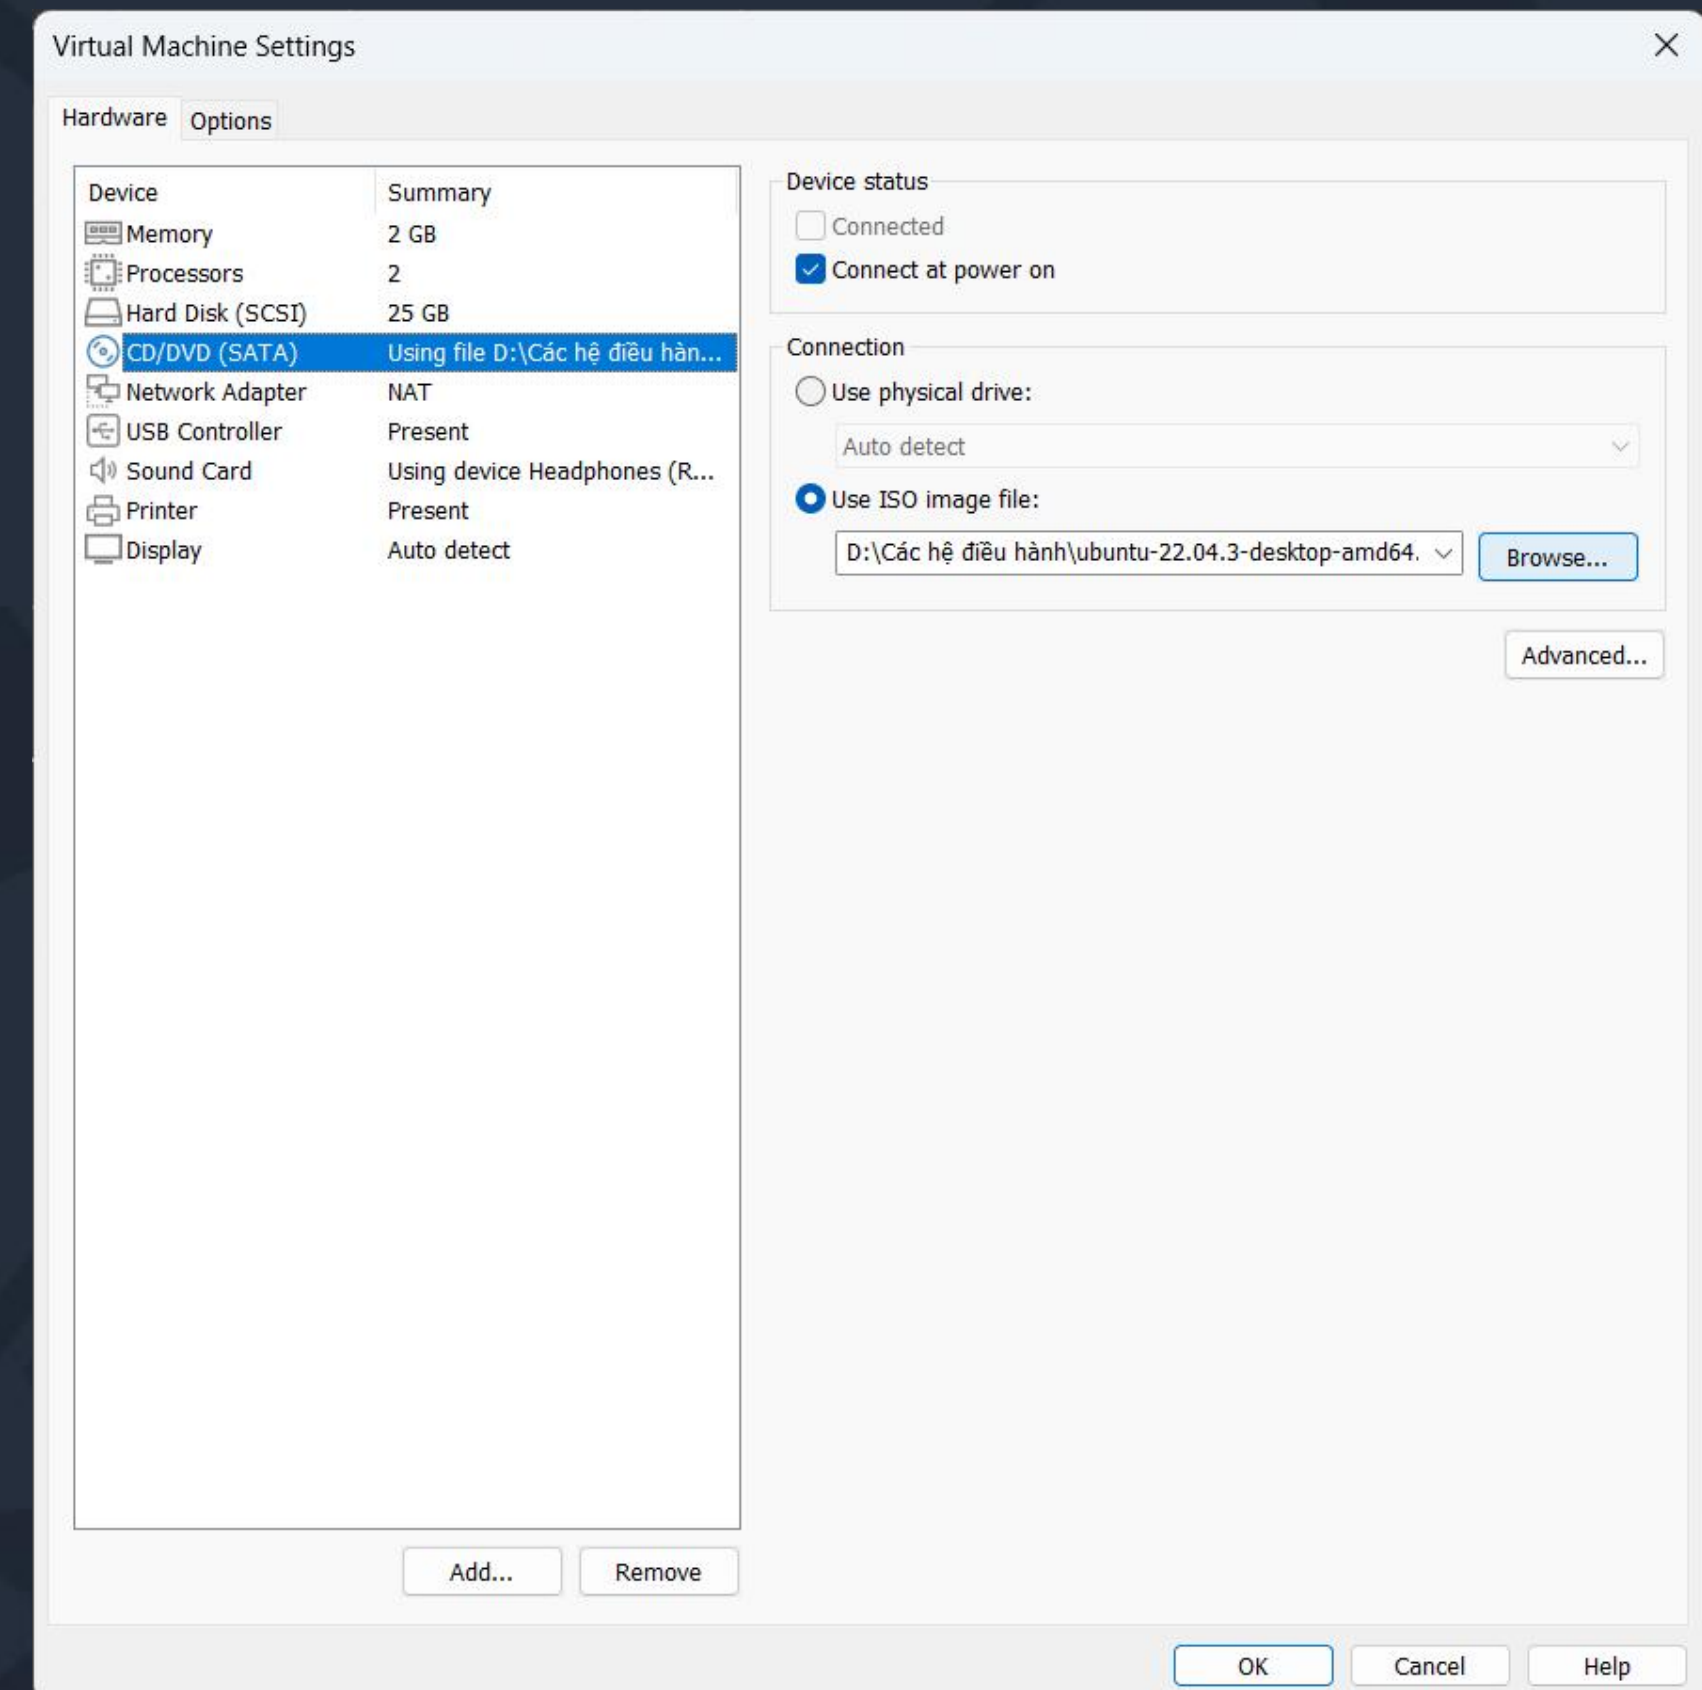 Virtual Machine Settings
Hardware Options
Device Summary
Memory 2 GB
Processors 2
Hard Disk (SCSI) 25 GB
CD/DVD (SATA) Using file D:\Các hệ điều hàn...
Network Adapter NAT
USB Controller Present
Sound Card Using device Headphones (R...
Printer Present
Display Auto detect
Add... Remove
Device status
Connected
Connect at power on
Connection
Use physical drive:
Auto detect
Use ISO image file:
D:\Các hệ điều hành\ubuntu-22.04.3-desktop-amd64. Browse...
Advanced...
OK Cancel Help